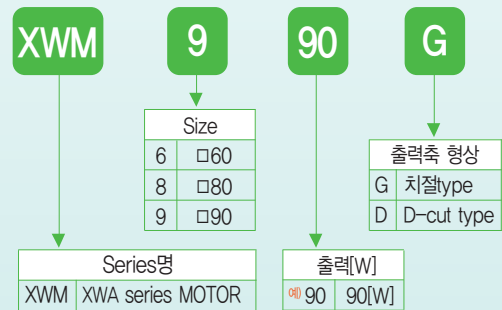 XWM 9 90 G
Size
6 □60
8 □80
9 □90
출력축 형상
G 치절type
D D-cut type
Series명
XWM XWA series MOTOR
출력[W]
예) 90 90[W]